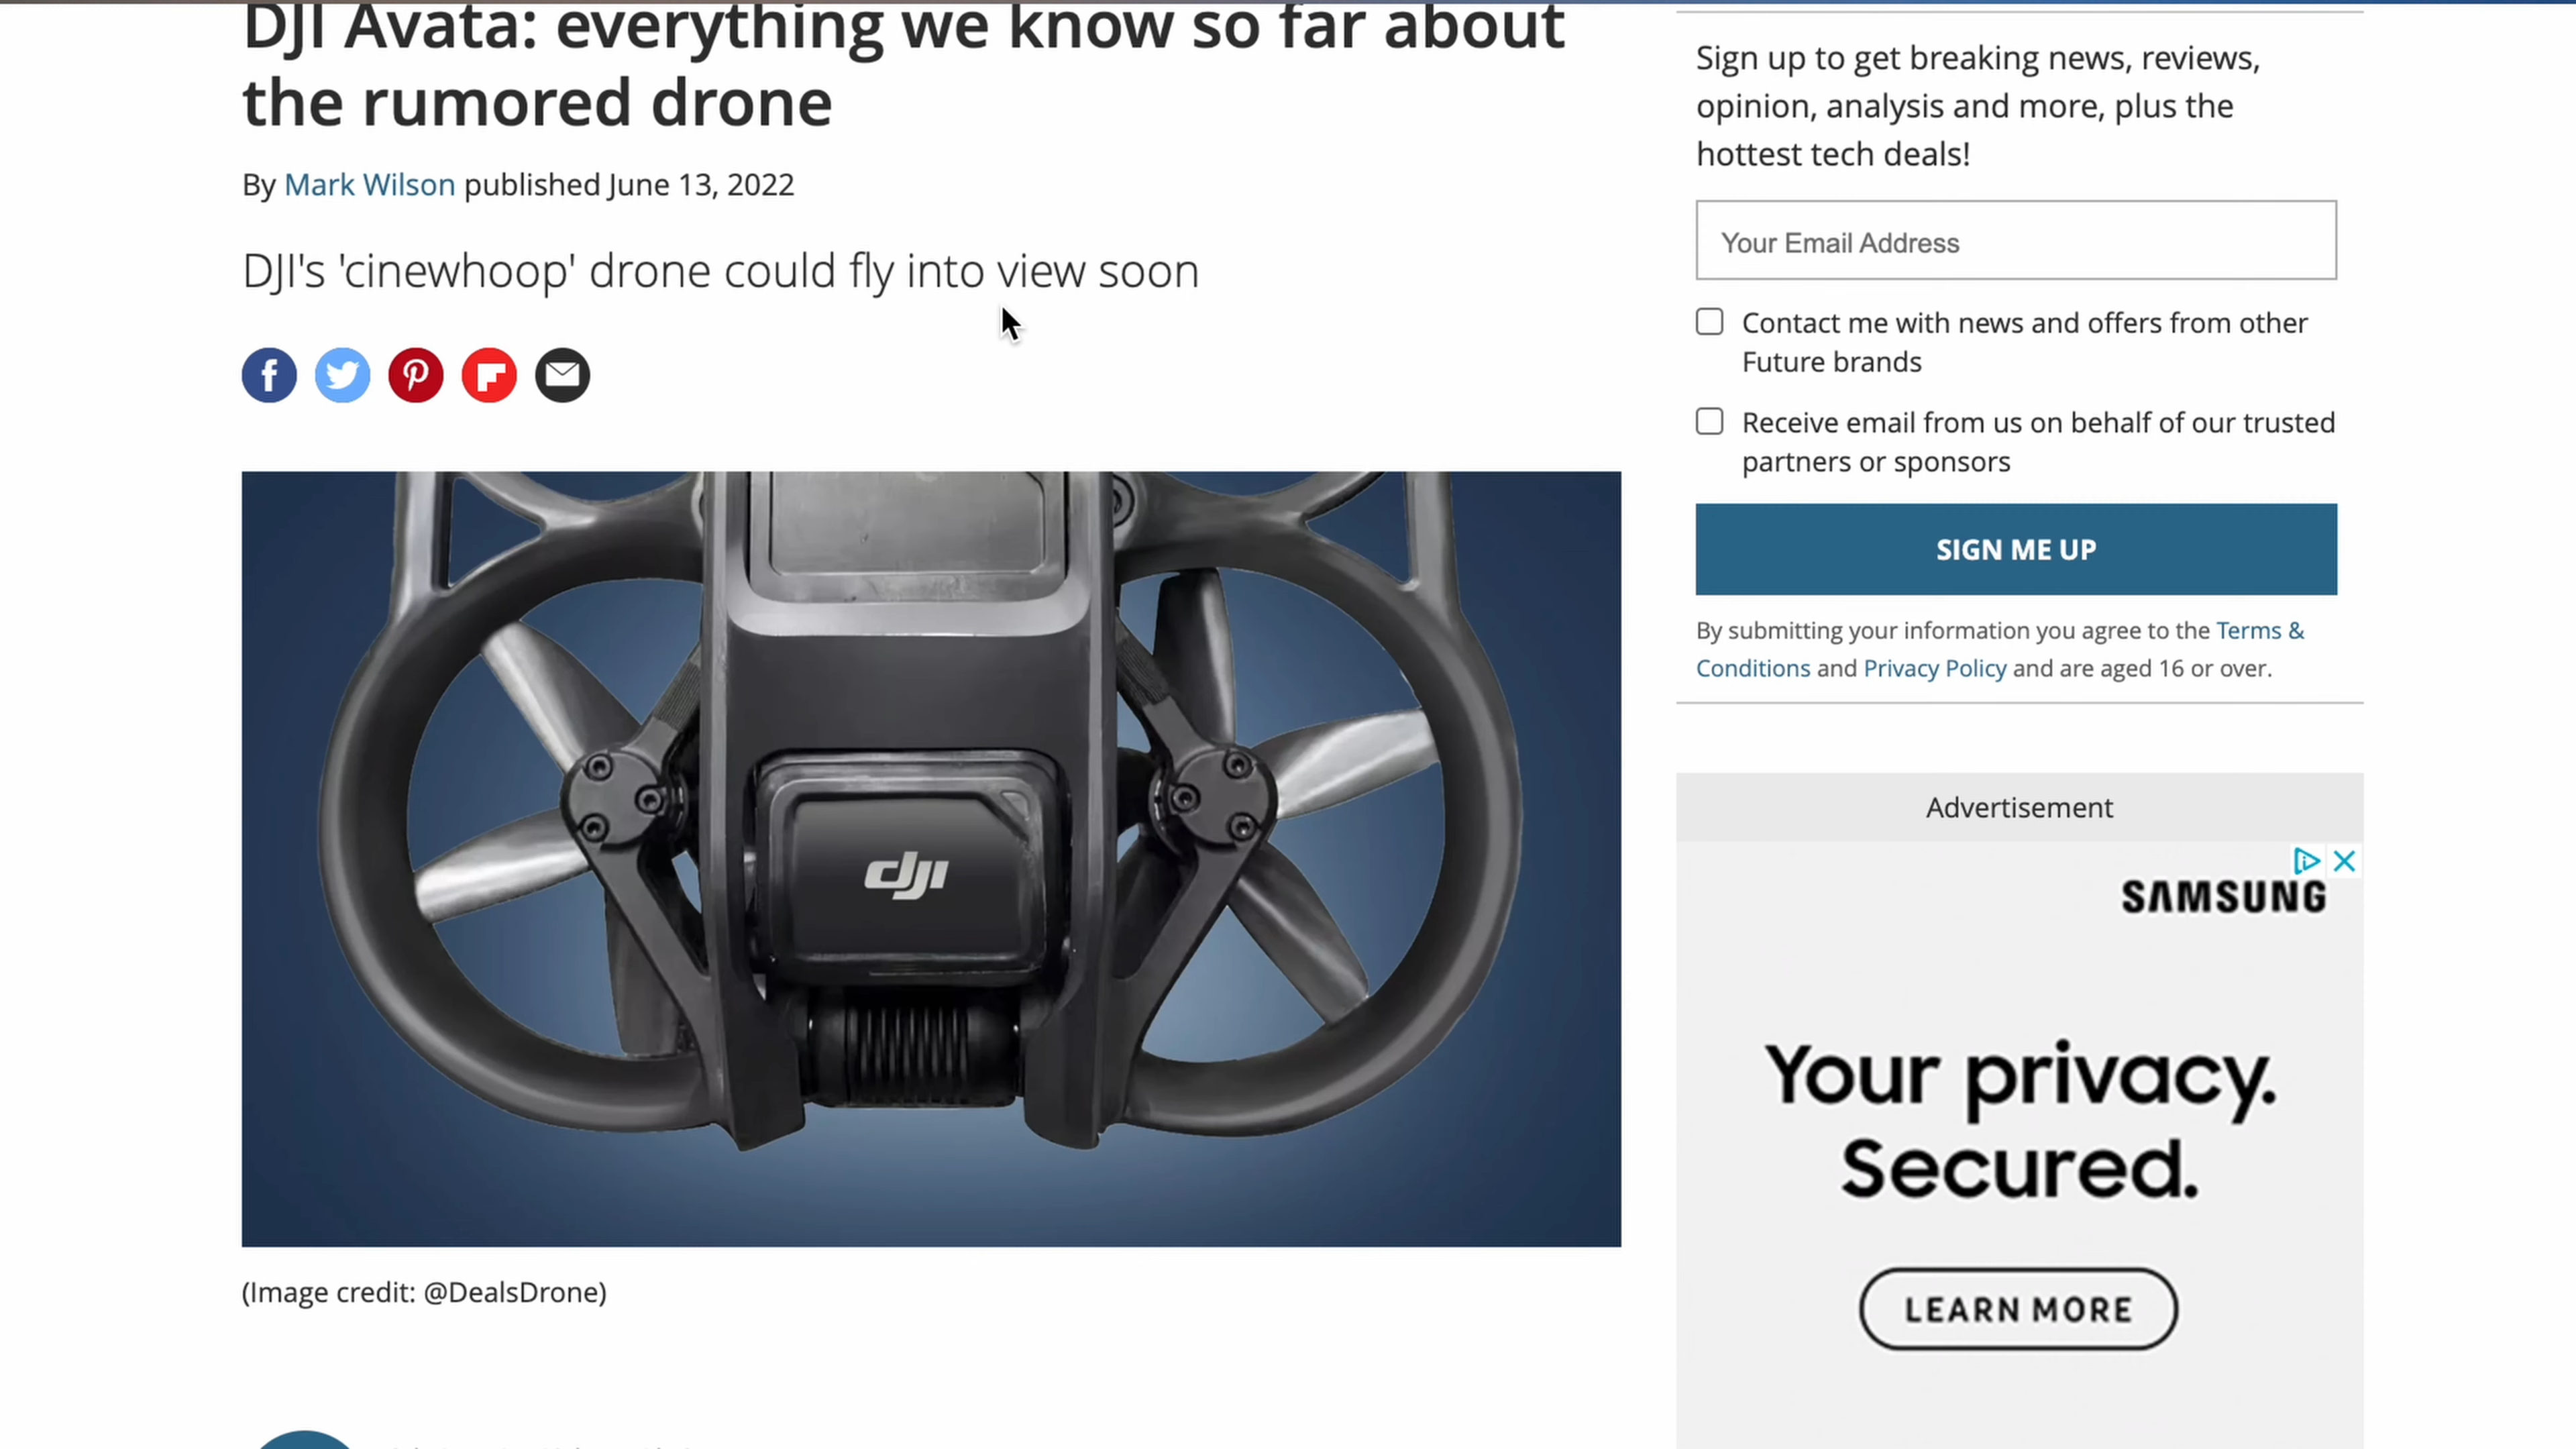 DJI Avata: everything we know so far about
the rumored drone
By Mark Wilson published June 13, 2022
DJI's 'cinewhoop' drone could fly into view soon
dji
(Image credit: @DealsDrone)
Sign up to get breaking news, reviews,
opinion, analysis and more, plus the
hottest tech deals!
Your Email Address
Contact me with news and offers from other
Future brands
Receive email from us on behalf of our trusted
partners or sponsors
SIGN ME UP
By submitting your information you agree to the Terms &
Conditions and Privacy Policy and are aged 16 or over.
Advertisement
SAMSUNG
Your privacy.
Secured.
LEARN MORE